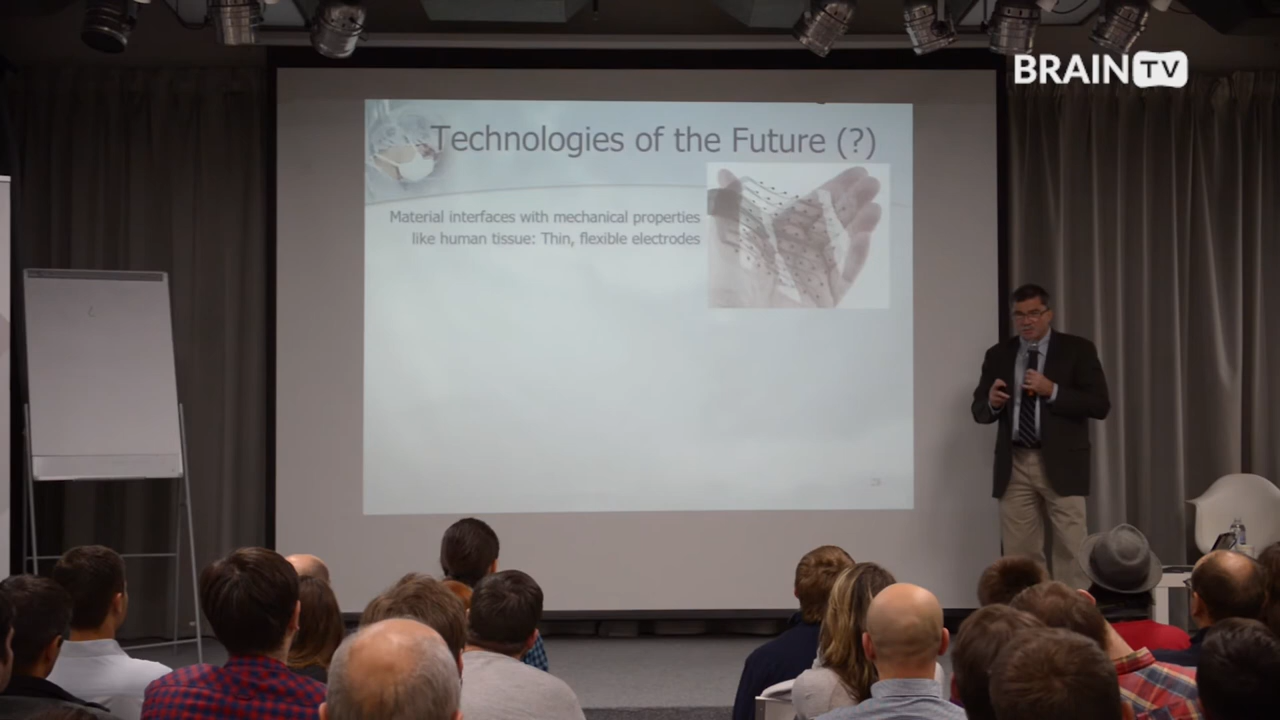 BRAINTV
Technologies of the Future (?)
Material interfaces with mechanical properties
like human tissue: Thin, flexible electrodes